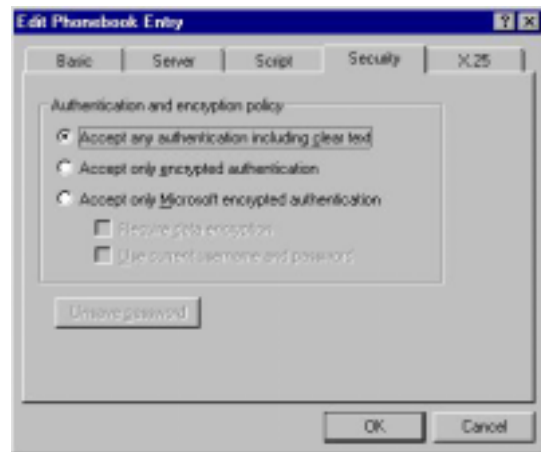 Edit Phonebook Entry
Basic Server Script Security X.25
Authentication and encryption policy
Accept any authentication including clear text
Accept only encrypted authentication
Accept only Microsoft encrypted authentication
Require data encryption
Use current username and password
Unsave password
OK Cancel